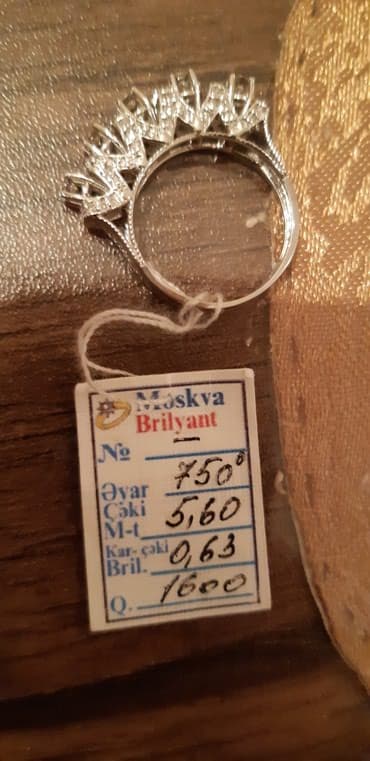 Moskva
Brilyant
№ —
Əyar 750°
Çəki 5,60
M-t
Kar- çəki 0,63
Bril.
Q. 1600